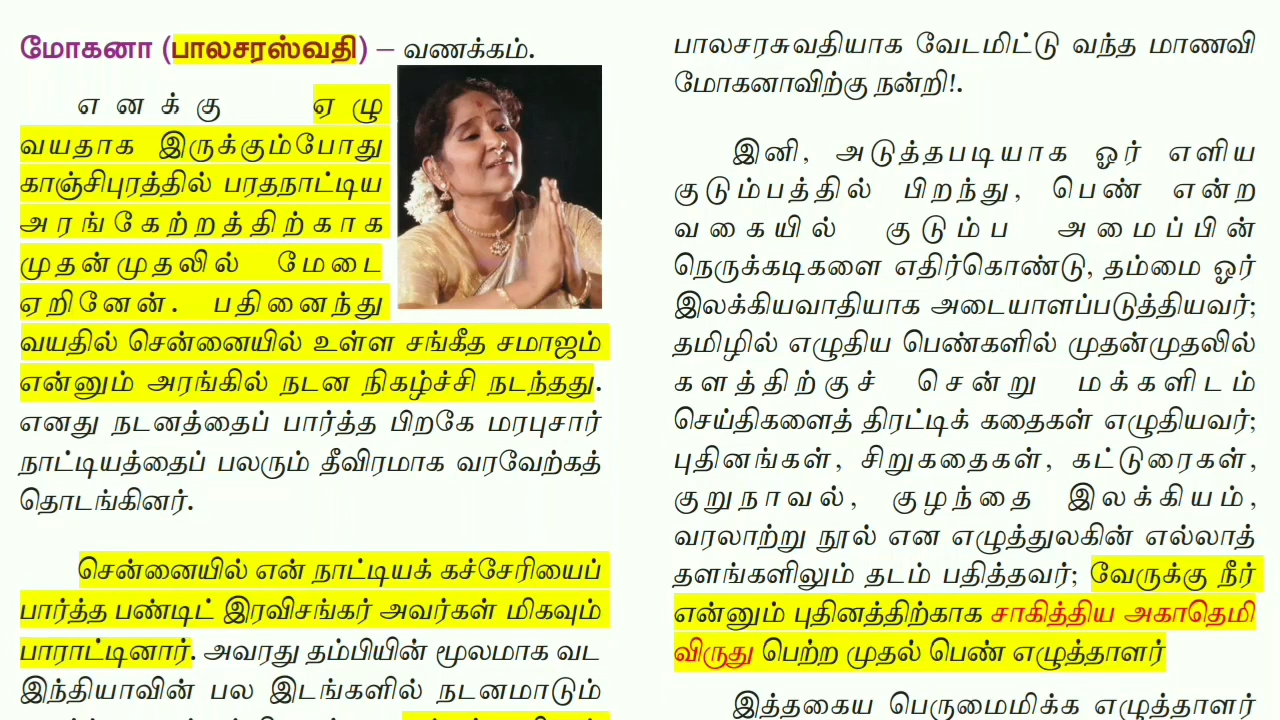 மோகனா (பாலசரஸ்வதி) – வணக்கம்.
எனக்கு ஏழு
வயதாக இருக்கும்போது
காஞ்சிபுரத்தில் பரதநாட்டிய
அரங்கேற்றத்திற்காக
முதன்முதலில் மேடை
ஏறினேன். பதினைந்து
வயதில் சென்னையில் உள்ள சங்கீத சமாஜம்
என்னும் அரங்கில் நடன நிகழ்ச்சி நடந்தது.
எனது நடனத்தைப் பார்த்த பிறகே மரபுசார்
நாட்டியத்தைப் பலரும் தீவிரமாக வரவேற்கத்
தொடங்கினர்.
சென்னையில் என் நாட்டியக் கச்சேரியைப்
பார்த்த பண்டிட் இரவிசங்கர் அவர்கள் மிகவும்
பாராட்டினார். அவரது தம்பியின் மூலமாக வட
இந்தியாவின் பல இடங்களில் நடனமாடும்
பாலசரசுவதியாக வேடமிட்டு வந்த மாணவி
மோகனாவிற்கு நன்றி!.
இனி, அடுத்தபடியாக ஓர் எளிய
குடும்பத்தில் பிறந்து, பெண் என்ற
வகையில் குடும்ப அமைப்பின்
நெருக்கடிகளை எதிர்கொண்டு, தம்மை ஓர்
இலக்கியவாதியாக அடையாளப்படுத்தியவர்;
தமிழில் எழுதிய பெண்களில் முதன்முதலில்
களத்திற்குச் சென்று மக்களிடம்
செய்திகளைத் திரட்டிக் கதைகள் எழுதியவர்;
புதினங்கள், சிறுகதைகள், கட்டுரைகள்,
குறுநாவல், குழந்தை இலக்கியம்,
வரலாற்று நூல் என எழுத்துலகின் எல்லாத்
தளங்களிலும் தடம் பதித்தவர்; வேருக்கு நீர்
என்னும் புதினத்திற்காக சாகித்திய அகாதெமி
விருது பெற்ற முதல் பெண் எழுத்தாளர்
இத்தகைய பெருமைமிக்க எழுத்தாளர்